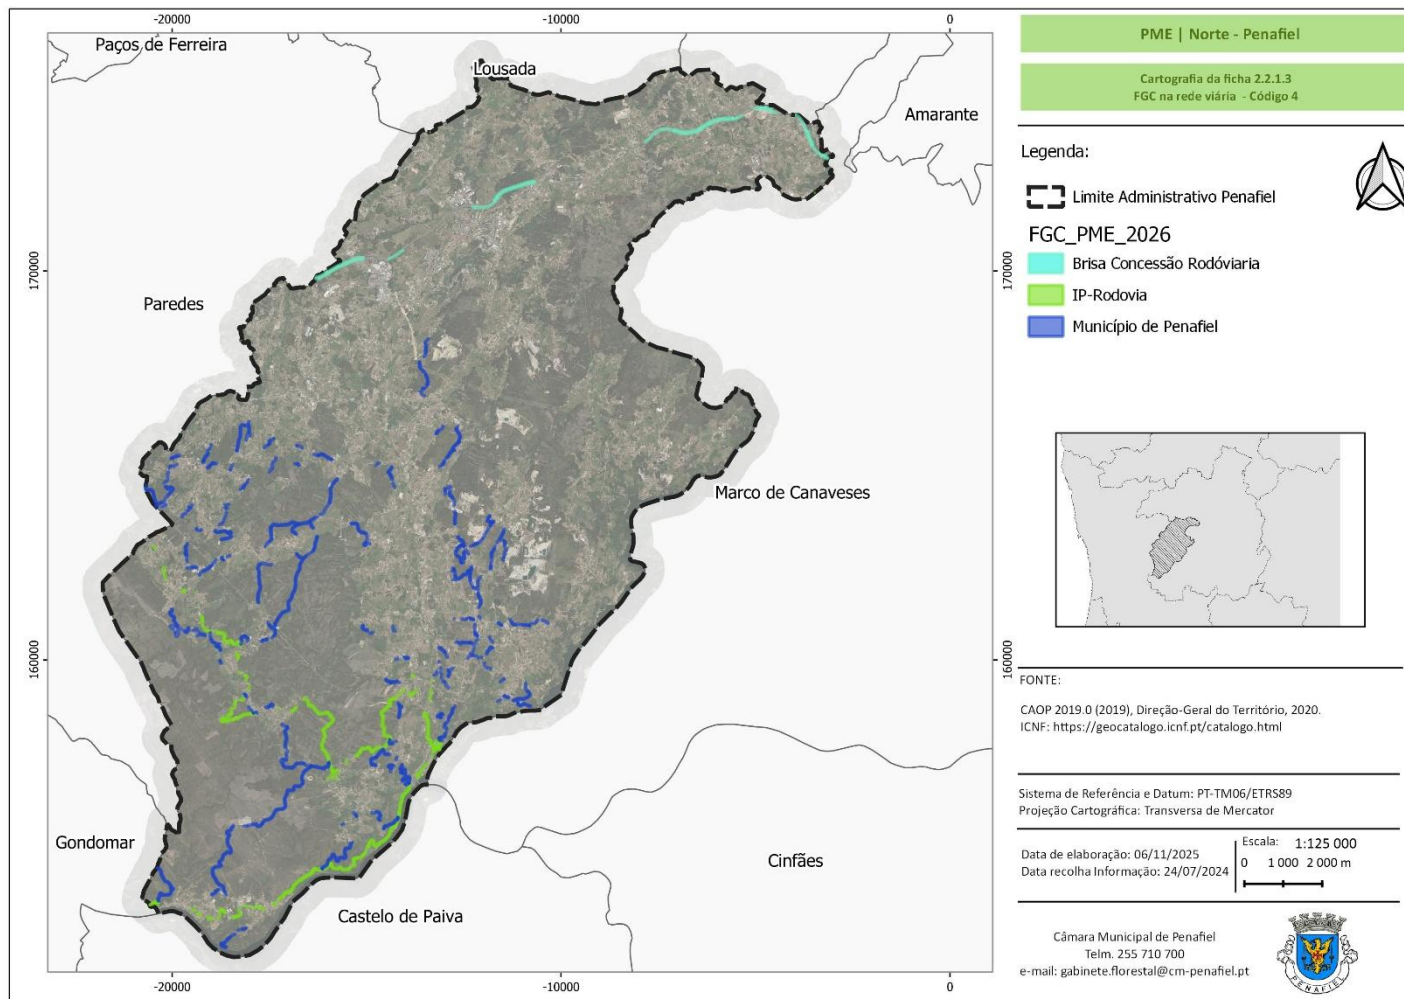 -20000
-10000
0
Paços de Ferreira
Lousada
Amarante
Paredes
Marco de Canaveses
Gondomar
Cinfães
Castelo de Paiva
170000
160000
170000
160000
-20000
-10000
0
PME | Norte - Penafiel
Cartografia da ficha 2.2.1.3
FGC na rede viária - Código 4
Legenda:
Limite Administrativo Penafiel
FGC_PME_2026
Brisa Concessão Rodóviaria
IP-Rodovia
Município de Penafiel
FONTE:
CAOP 2019.0 (2019), Direção-Geral do Território, 2020.
ICNF: https://geocatalogo.icnf.pt/catalogo.html
Sistema de Referência e Datum: PT-TM06/ETRS89
Projeção Cartográfica: Transversa de Mercator
Data de elaboração: 06/11/2025
Data recolha Informação: 24/07/2024
Escala: 1:125 000
0 1 000 2 000 m
Câmara Municipal de Penafiel
Telm. 255 710 700
e-mail: gabinete.florestal@cm-penafiel.pt
PENAFIEL